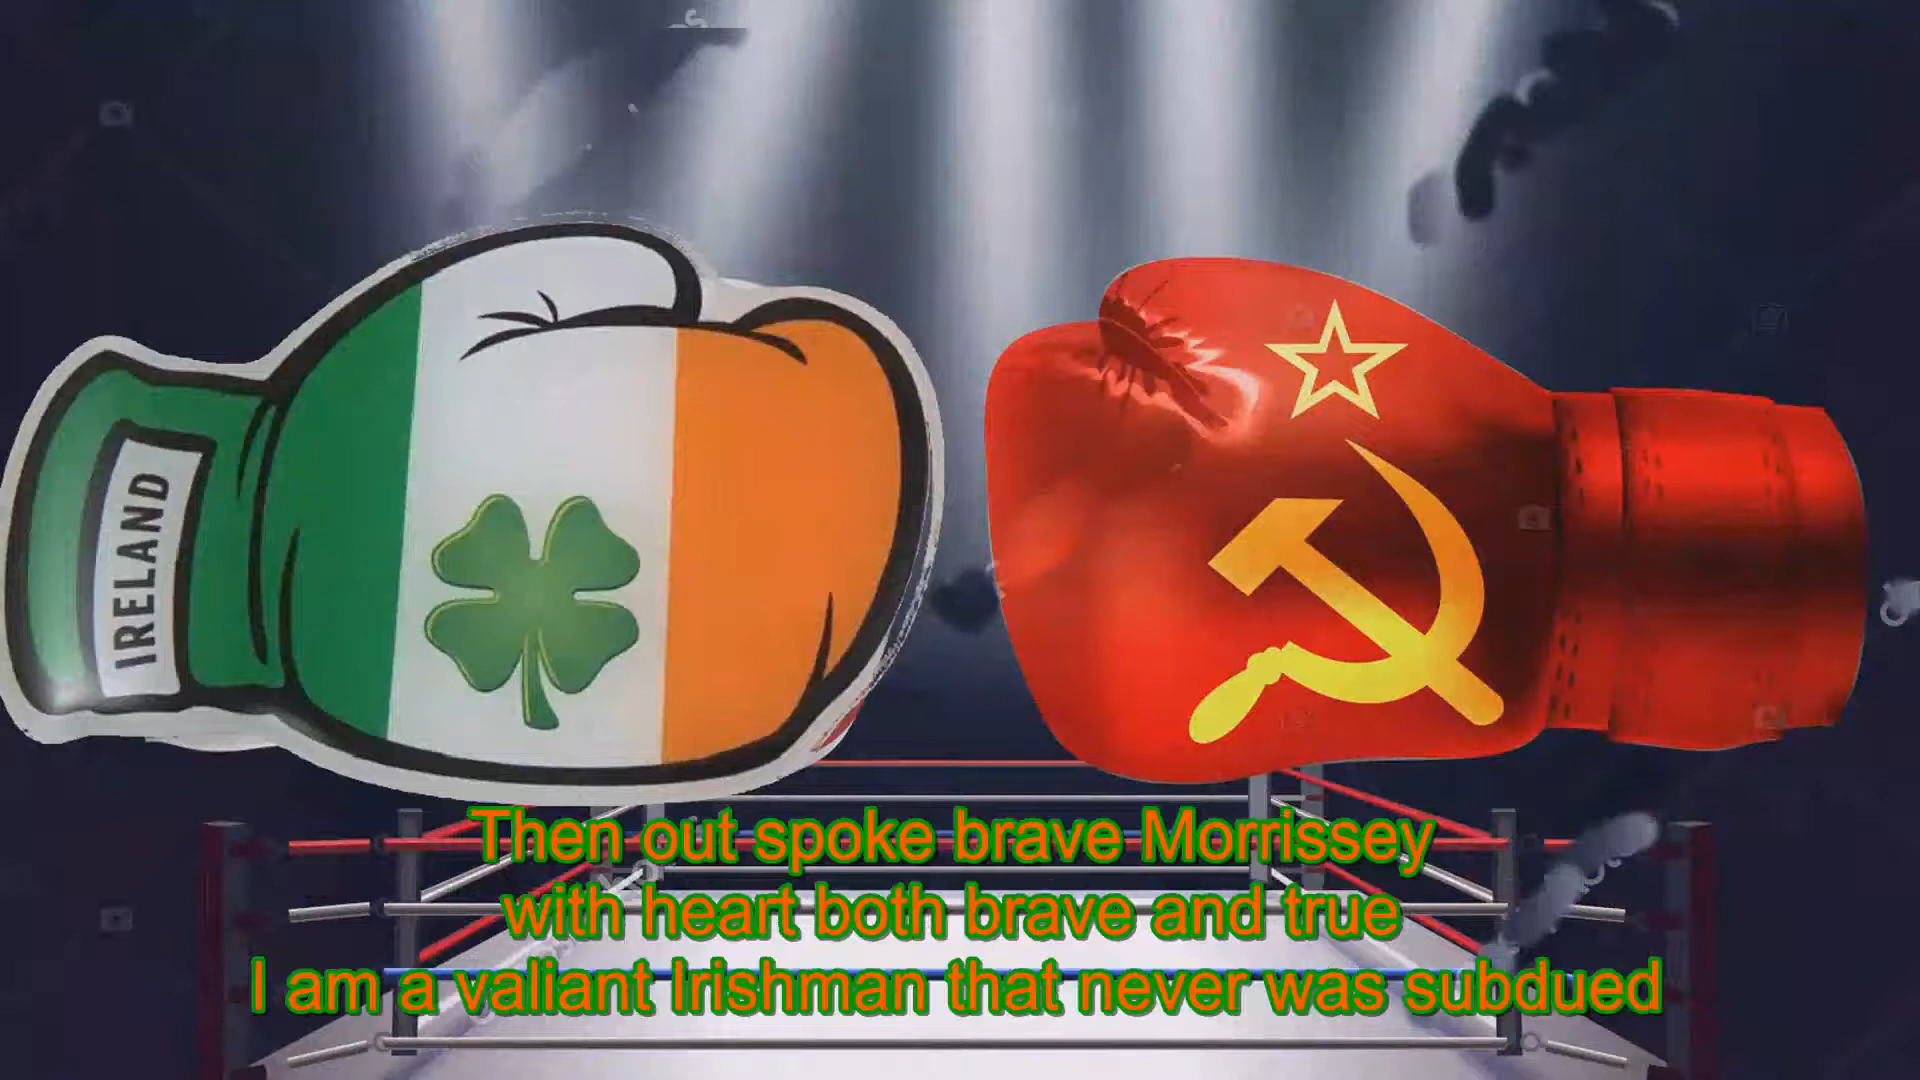 IRELAND
Then out spoke brave Morrissey
with heart both brave and true
I am a valiant Irishman that never was subdued